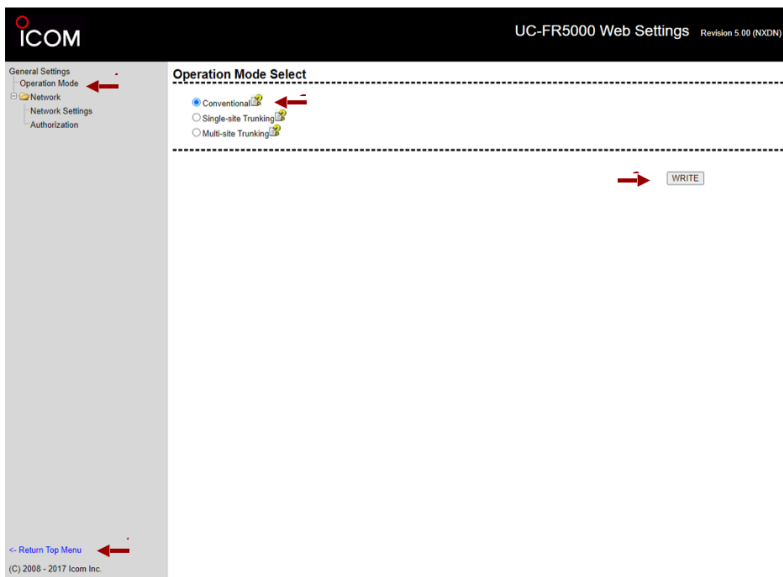 ICOM
UC-FR5000 Web Settings Revision 5.00 (NXDN)
General Settings
Operation Mode
Network
Network Settings
Authorization
Operation Mode Select
Conventional
Single-site Trunking
Multi-site Trunking
WRITE
<- Return Top Menu
(C) 2008 - 2017 Icom Inc.